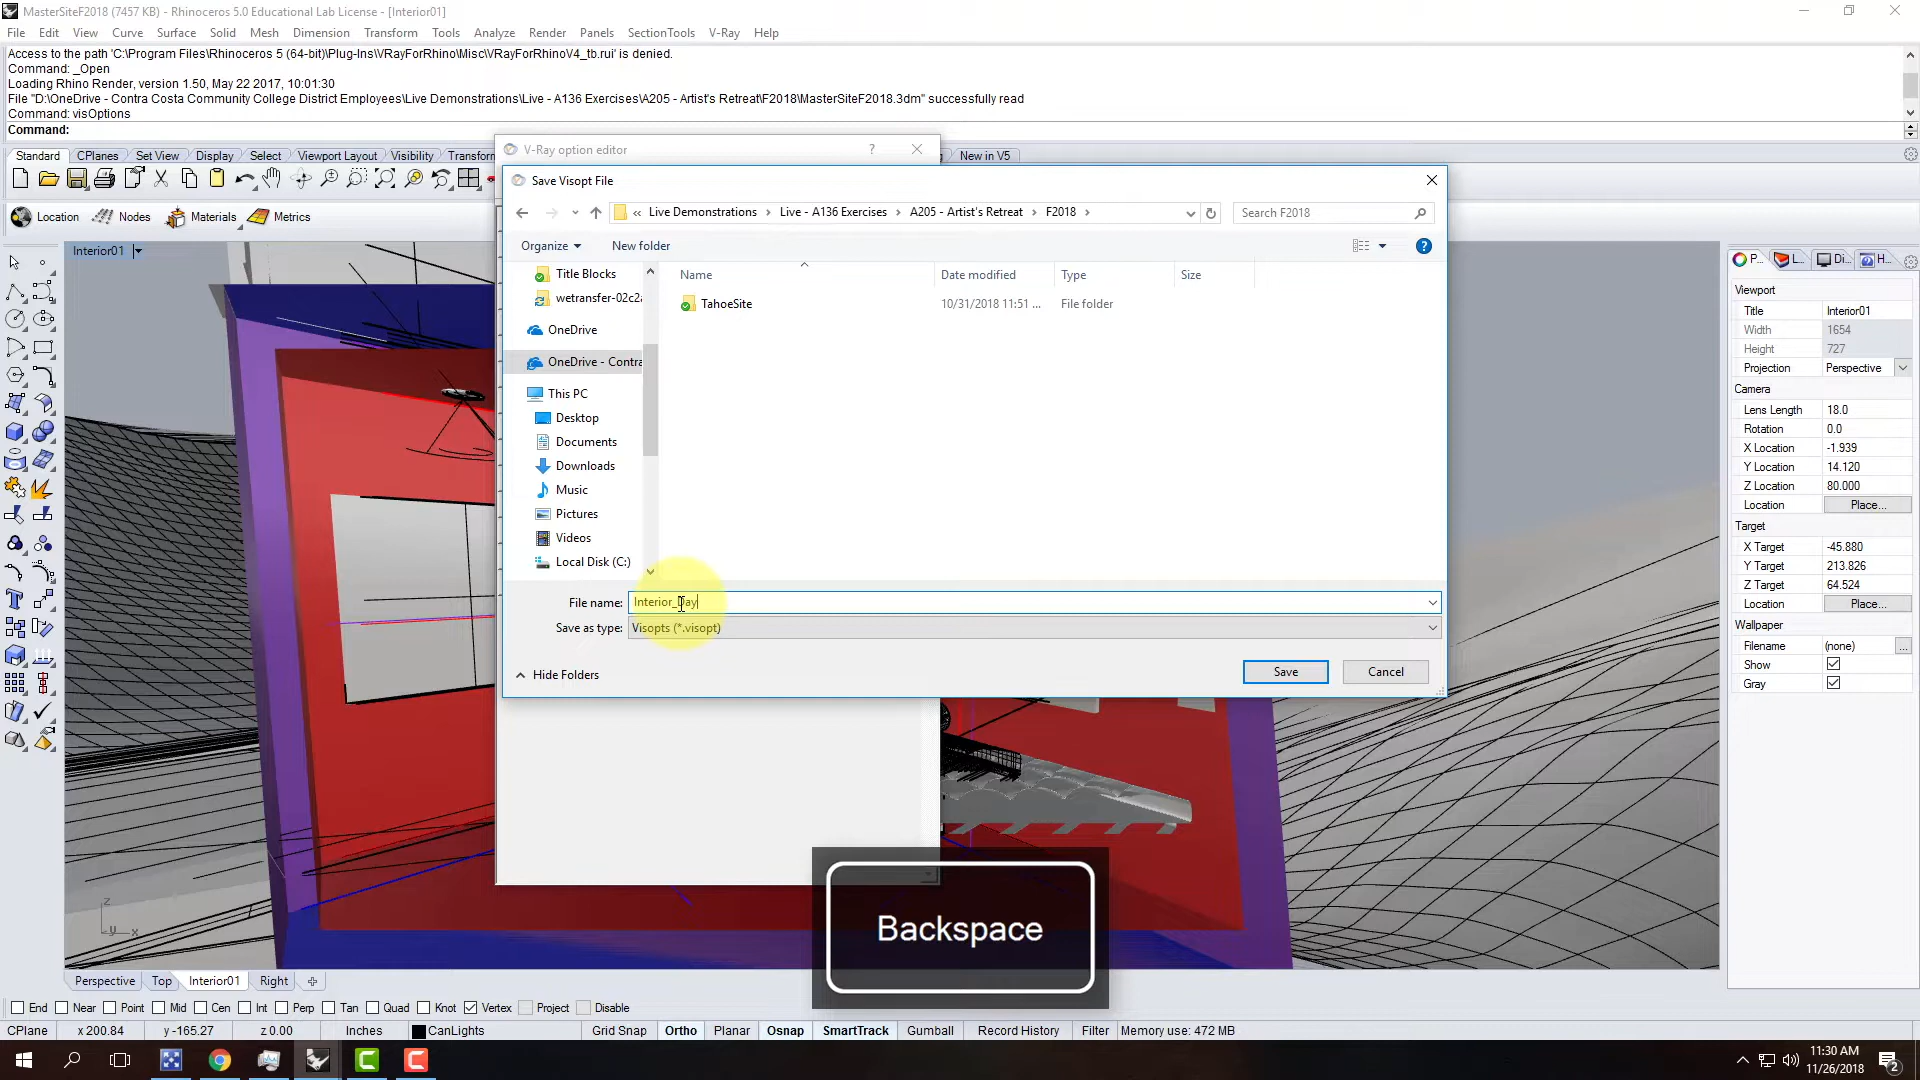 MasterSiteF2018 (7457 KB) - Rhinoceros 5.0 Educational Lab License - [Interior01]
File Edit View Curve Surface Solid Mesh Dimension Transform Tools Analyze Render Panels SectionTools V-Ray Help
Access to the path 'C:\Program Files\Rhinoceros 5 (64-bit)\Plug-Ins\VRayForRhino\Misc\VRayForRhinoV4_tb.rui' is denied.
Command: _Open
Loading Rhino Render, version 1.50, May 22 2017, 10:01:30
File "D:\OneDrive - Contra Costa Community College District Employees\Live Demonstrations\Live - A136 Exercises\A205 - Artist's Retreat\F2018\MasterSiteF2018.3dm" successfully read
Command: visOptions
Command:
Standard CPlanes Set View Display Select Viewport Layout Visibility Transform New in V5
V-Ray option editor ?
Location Nodes Materials Metrics
Save Visopt File
« Live Demonstrations › Live - A136 Exercises › A205 - Artist's Retreat › F2018 ›
Search F2018
Organize New folder
Name Date modified Type Size
Title Blocks
wetransfer-02c2a
OneDrive
OneDrive - Contra
This PC
Desktop
Documents
Downloads
Music
Pictures
Videos
Local Disk (C:)
TahoeSite 10/31/2018 11:51 ... File folder
File name: Interior_Day
Save as type: Visopts (*.visopt)
Hide Folders Save Cancel
Interior01
P... L... Di... H...
Viewport
Title Interior01
Width 1654
Height 727
Projection Perspective
Camera
Lens Length 18.0
Rotation 0.0
X Location -1.939
Y Location 14.120
Z Location 80.000
Location Place...
Target
X Target -45.880
Y Target 213.826
Z Target 64.524
Location Place...
Wallpaper
Filename (none) ...
Show
Gray
z
y x
Backspace
Perspective Top Interior01 Right
End Near Point Mid Cen Int Perp Tan Quad Knot Vertex Project Disable
CPlane x 200.84 y -165.27 z 0.00 Inches CanLights Grid Snap Ortho Planar Osnap SmartTrack Gumball Record History Filter Memory use: 472 MB
11:30 AM
11/26/2018
2